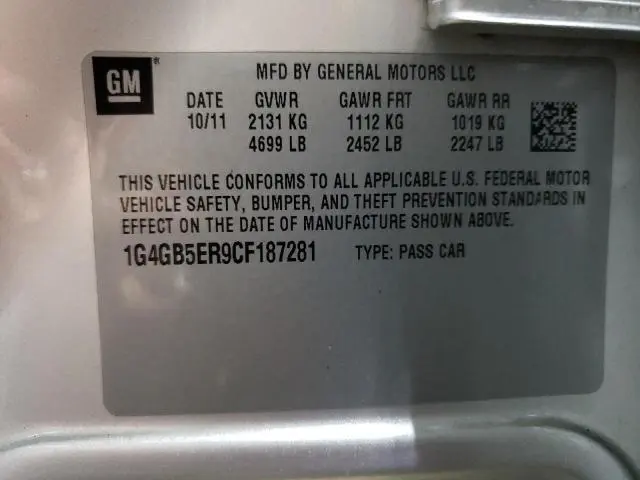 GM
MFD BY GENERAL MOTORS LLC
DATE GVWR GAWR FRT GAWR RR
10/11 2131 KG 1112 KG 1019 KG
4699 LB 2452 LB 2247 LB
THIS VEHICLE CONFORMS TO ALL APPLICABLE U.S. FEDERAL MOTOR
VEHICLE SAFETY, BUMPER, AND THEFT PREVENTION STANDARDS IN
EFFECT ON THE DATE OF MANUFACTURE SHOWN ABOVE.
1G4GB5ER9CF187281 TYPE: PASS CAR